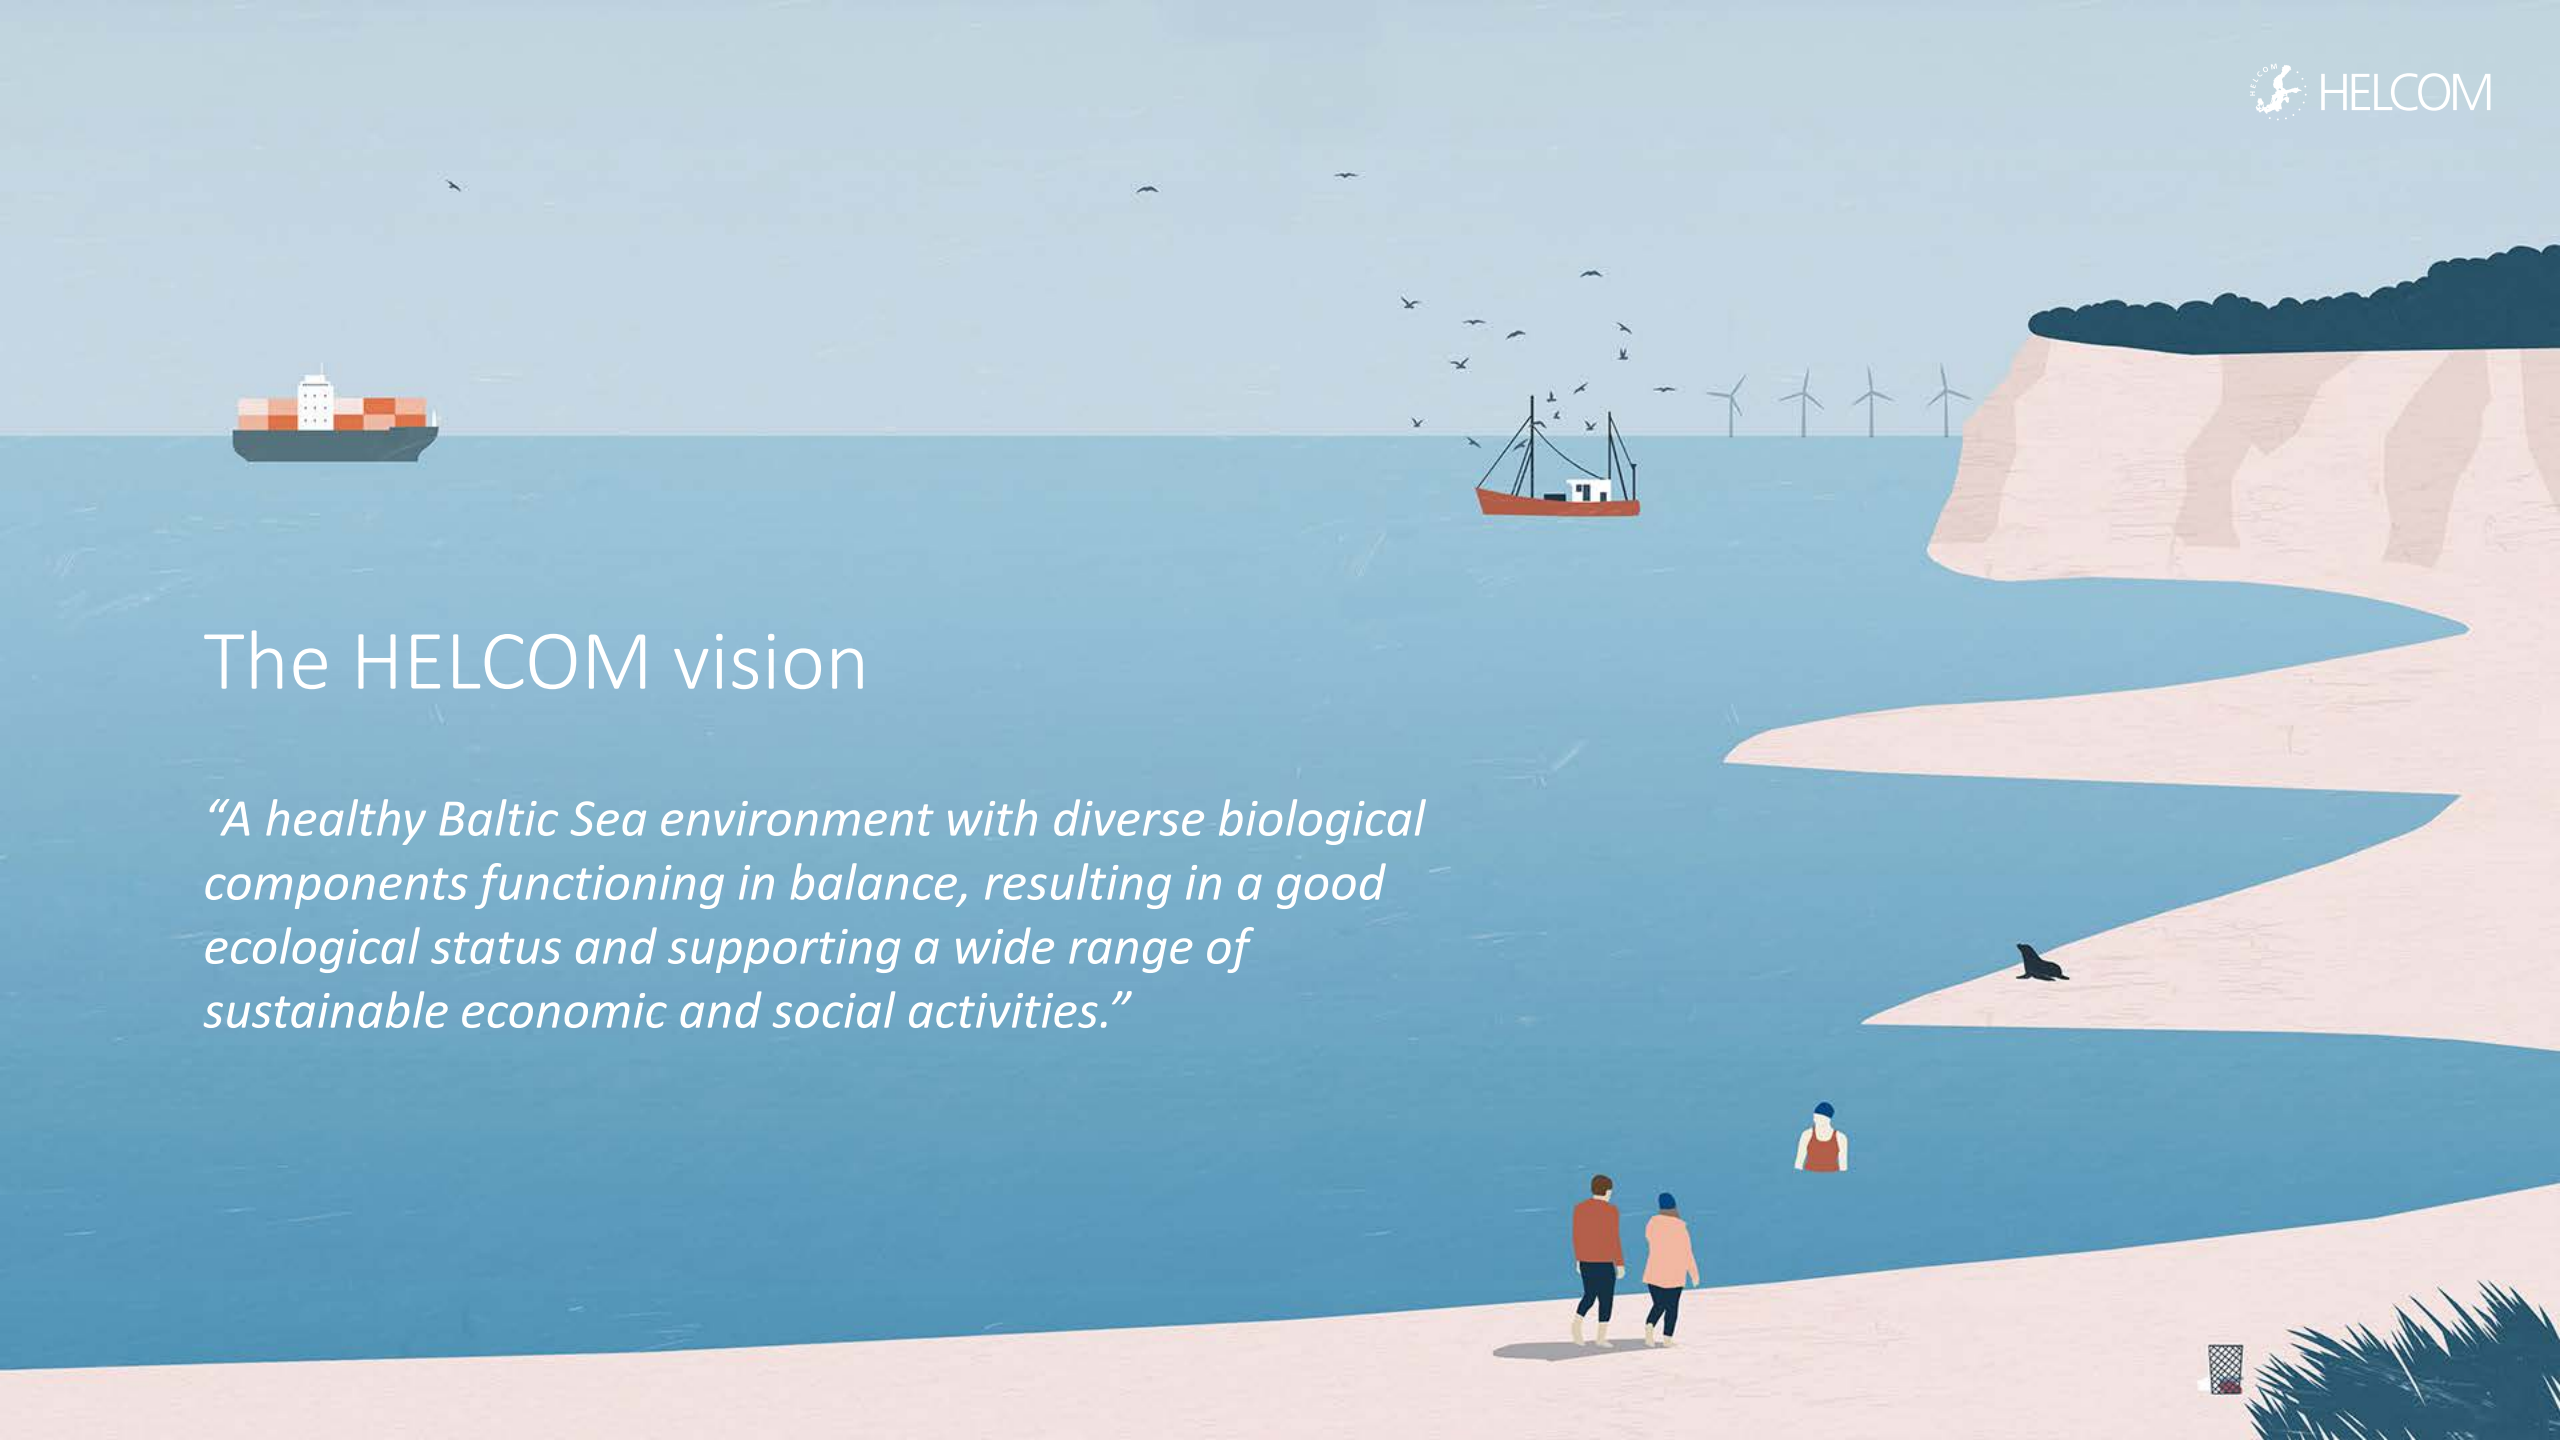 HELCOM
HELCOM
The HELCOM vision
“A healthy Baltic Sea environment with diverse biological
components functioning in balance, resulting in a good
ecological status and supporting a wide range of
sustainable economic and social activities.”